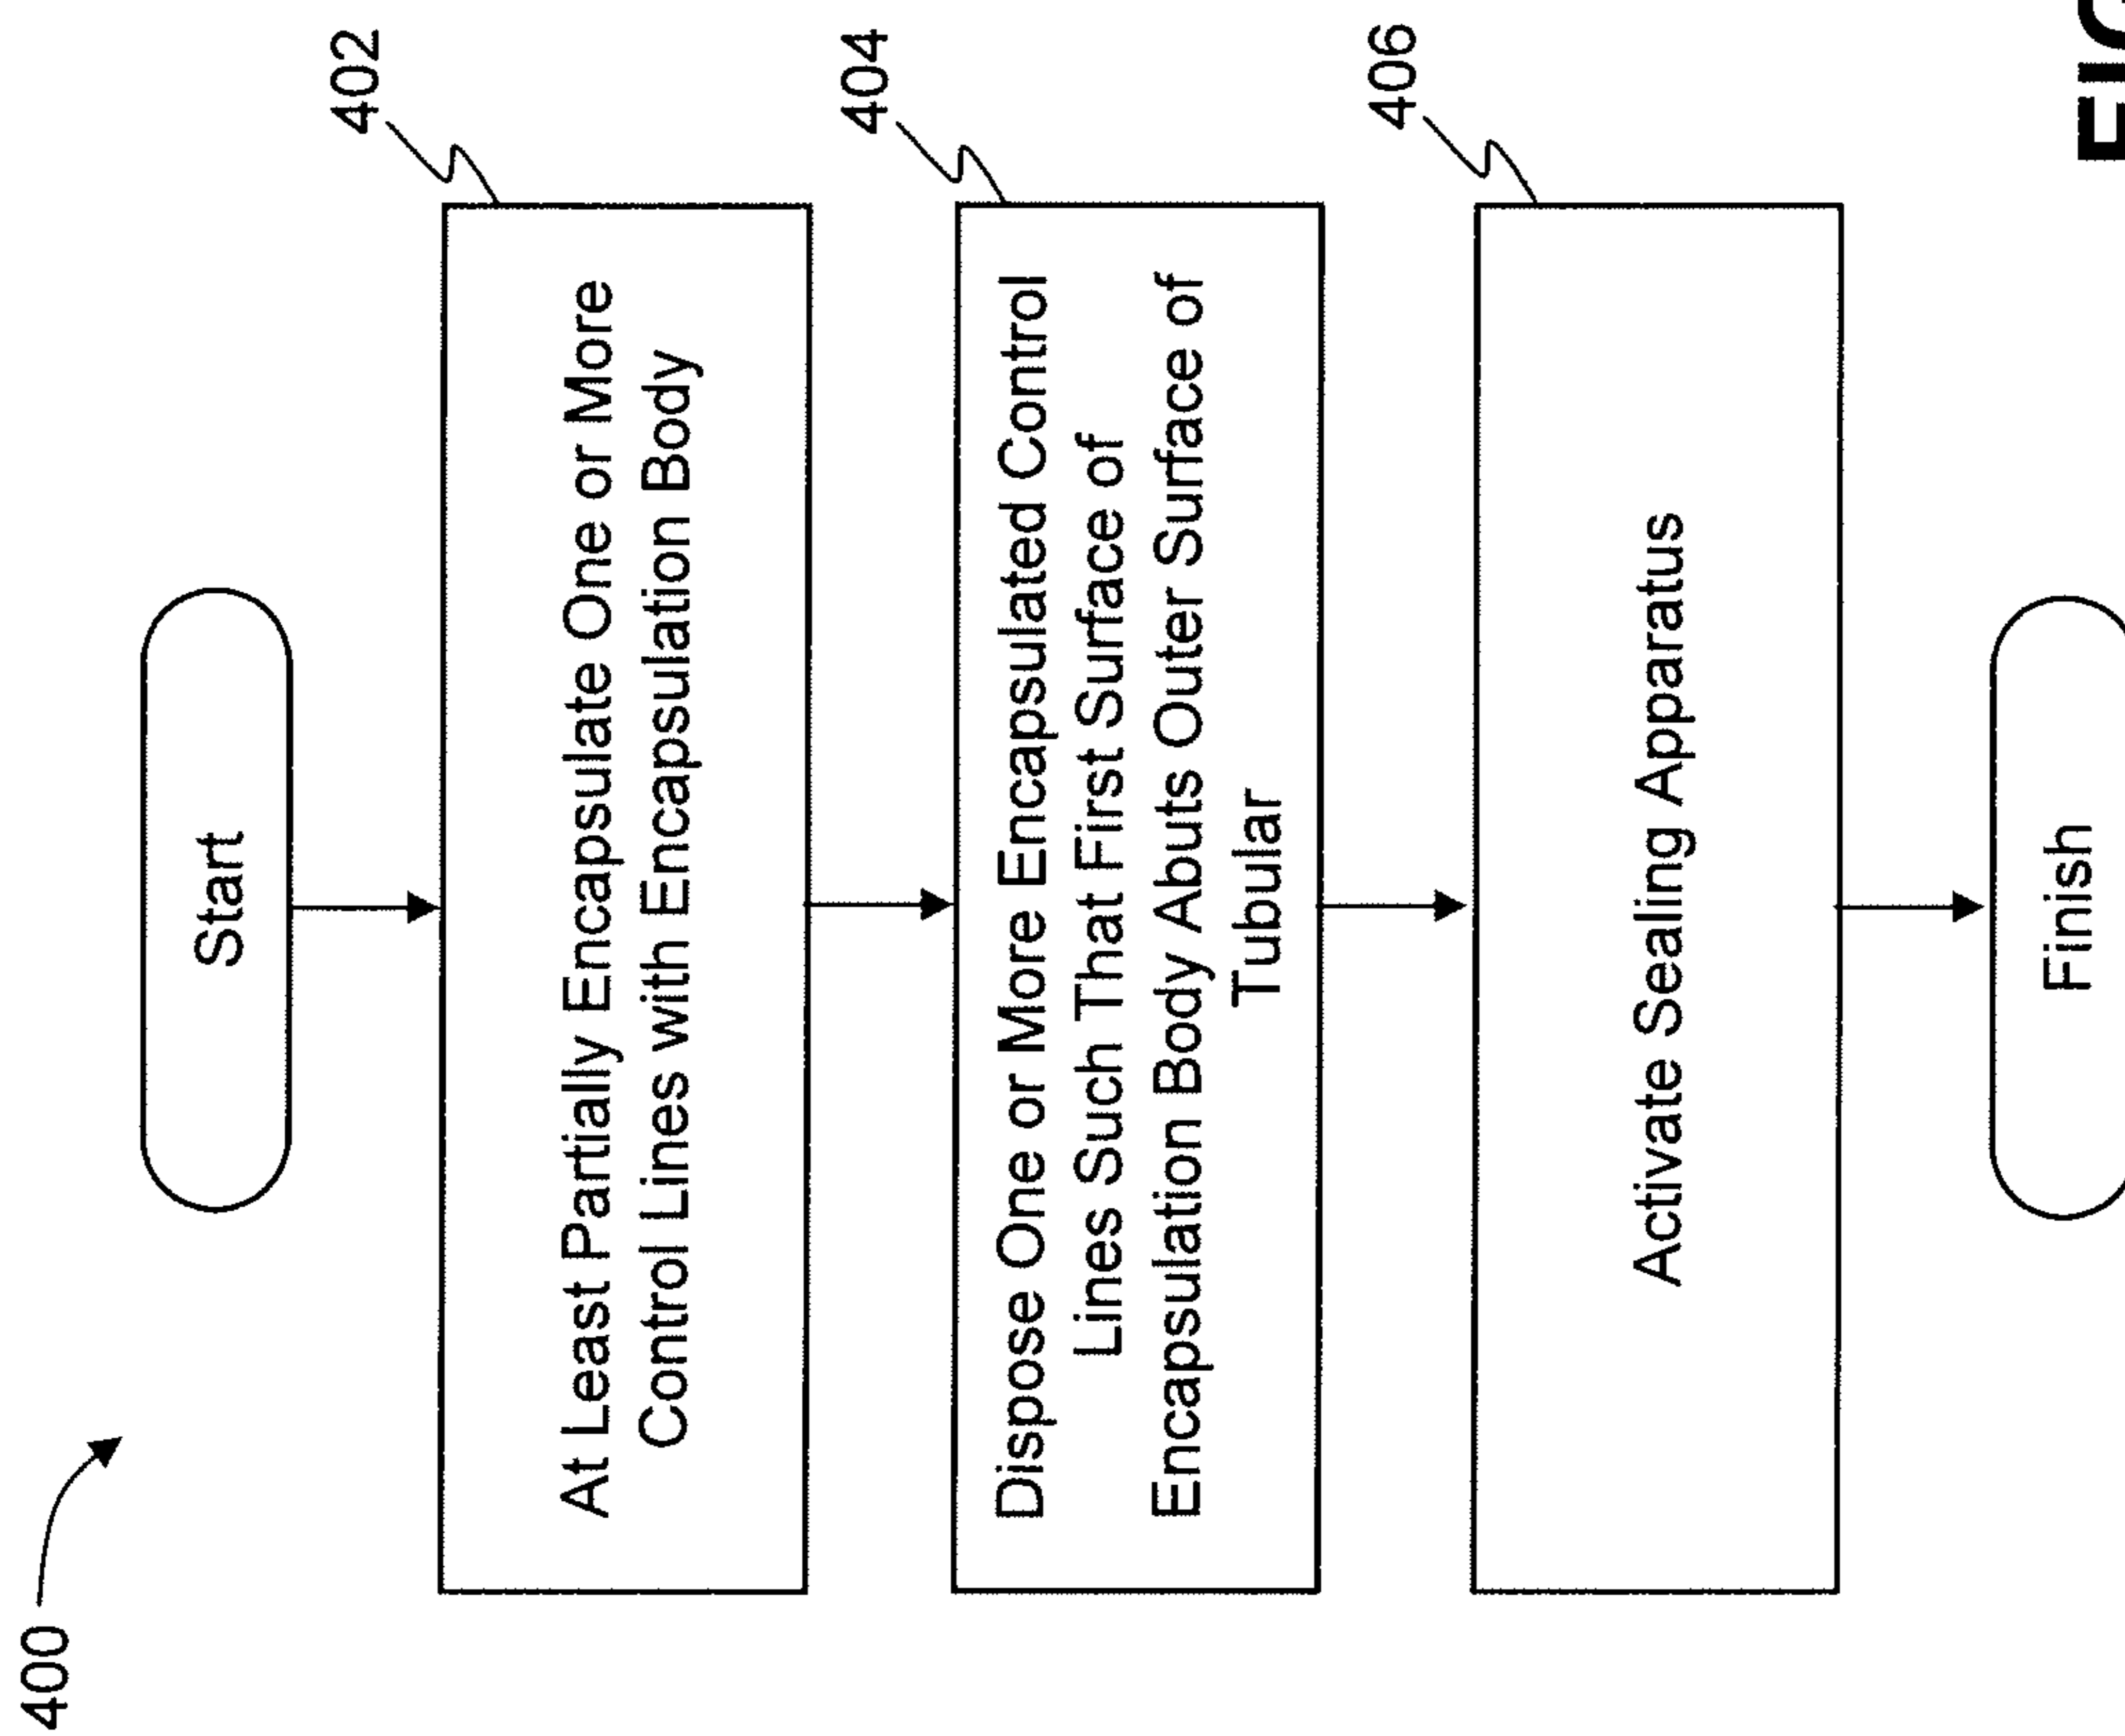 400
Start
402
At Least Partially Encapsulate One or More
Control Lines with Encapsulation Body
404
Dispose One or More Encapsulated Control
Lines Such That First Surface of
Encapsulation Body Abuts Outer Surface of
Tubular
406
Activate Sealing Apparatus
Finish